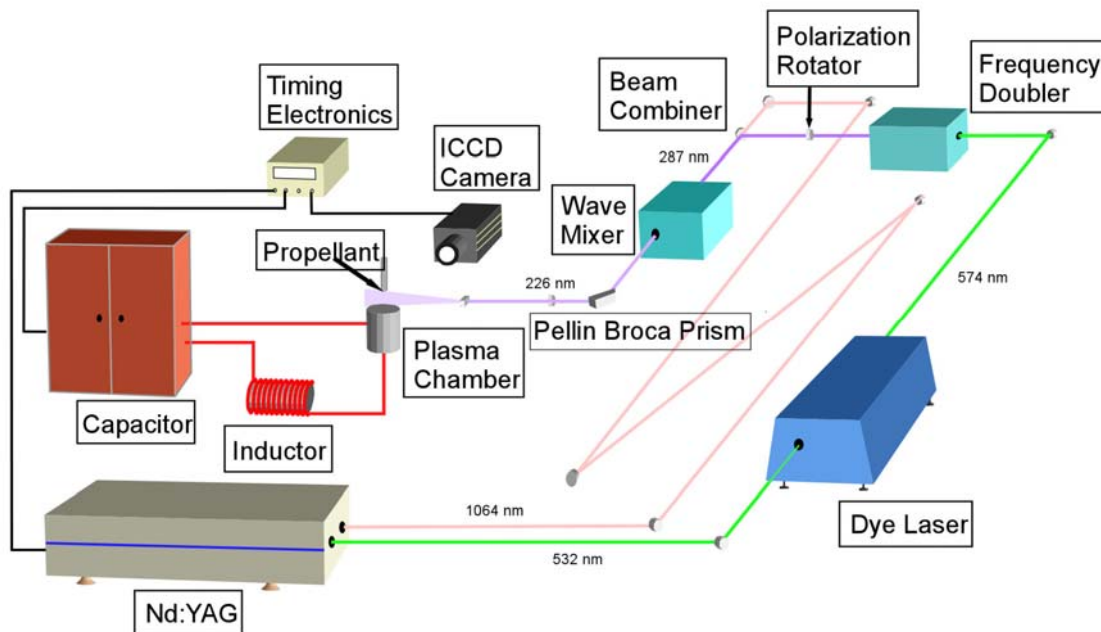 Timing
Electronics
ICCD
Camera
Propellant
Beam
Combiner
Polarization
Rotator
Frequency
Doubler
287 nm
Wave
Mixer
226 nm
Pellin Broca Prism
574 nm
Plasma
Chamber
Capacitor
Inductor
1064 nm
532 nm
Dye Laser
Nd:YAG